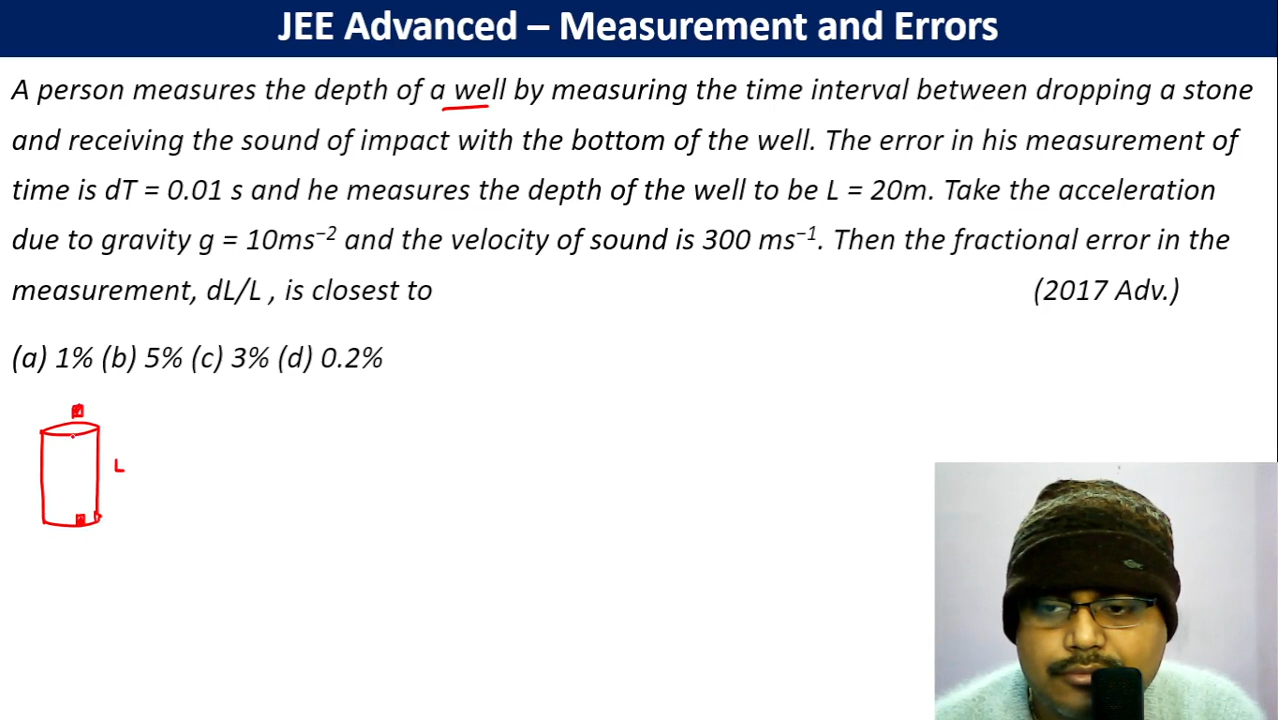 JEE Advanced – Measurement and Errors
A person measures the depth of a well by measuring the time interval between dropping a stone
and receiving the sound of impact with the bottom of the well. The error in his measurement of
time is dT = 0.01 s and he measures the depth of the well to be L = 20m. Take the acceleration
due to gravity g = 10ms⁻² and the velocity of sound is 300 ms⁻¹. Then the fractional error in the
measurement, dL/L , is closest to (2017 Adv.)
(a) 1% (b) 5% (c) 3% (d) 0.2%
L